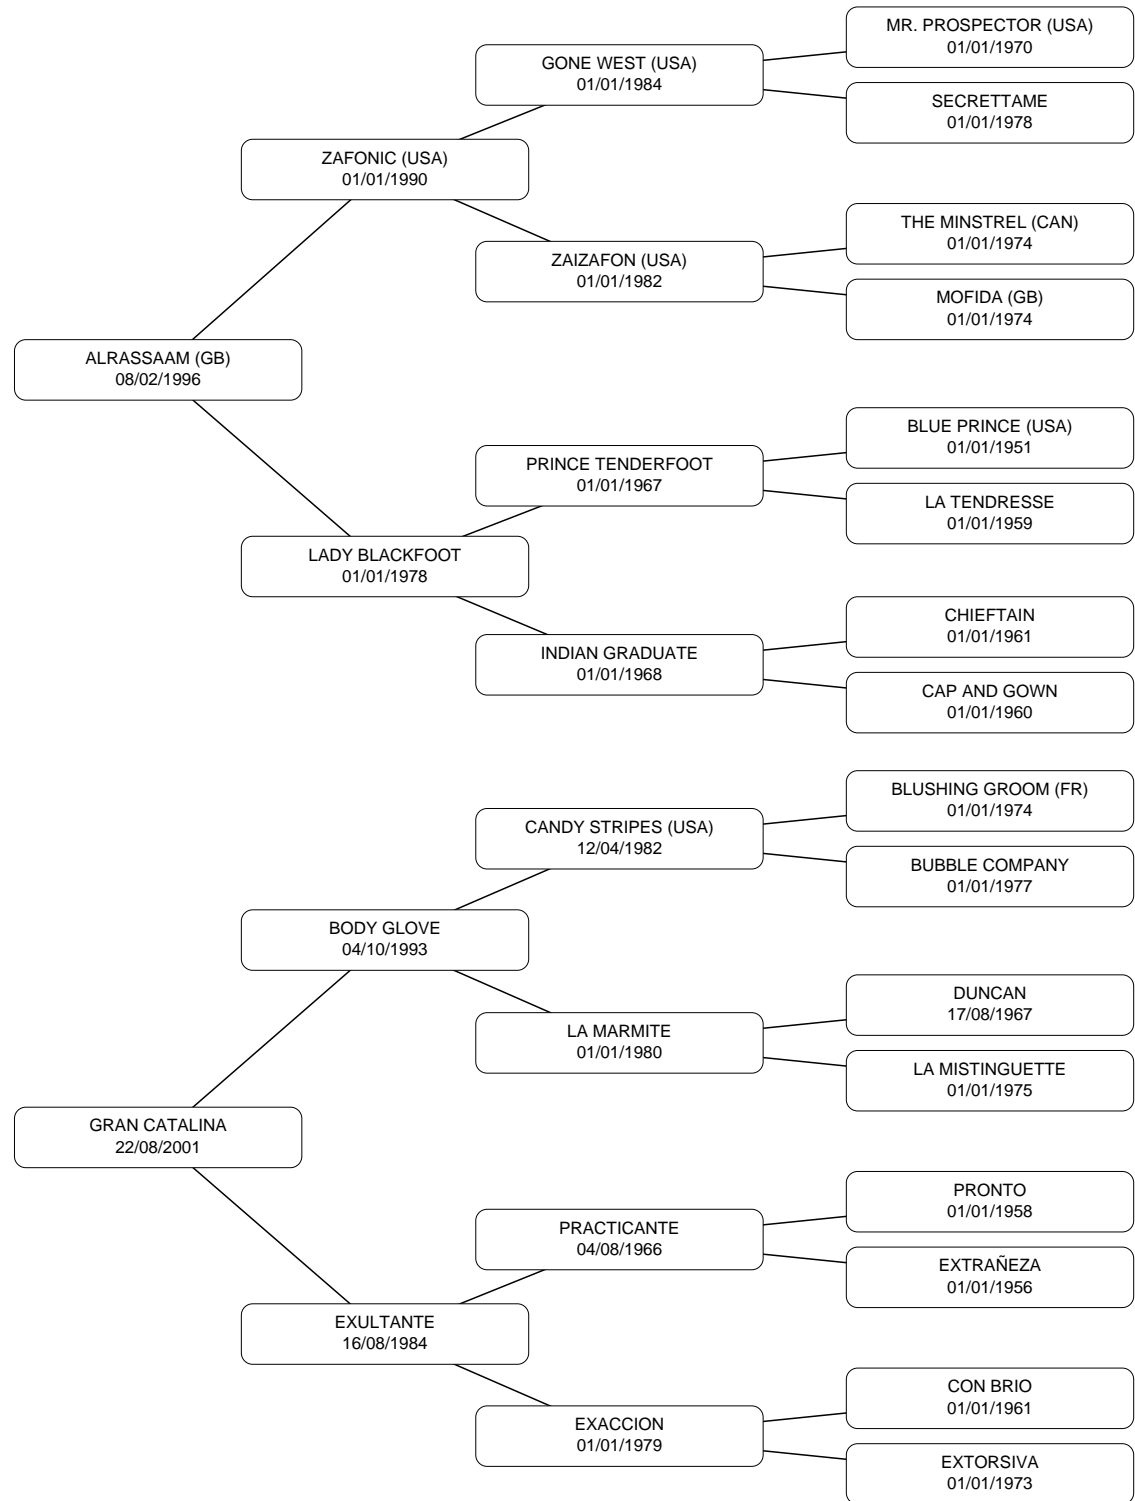 MR. PROSPECTOR (USA)
01/01/1970
GONE WEST (USA)
01/01/1984
SECRETTAME
01/01/1978
ZAFONIC (USA)
01/01/1990
THE MINSTREL (CAN)
01/01/1974
ZAIZAFON (USA)
01/01/1982
MOFIDA (GB)
01/01/1974
ALRASSAAM (GB)
08/02/1996
BLUE PRINCE (USA)
01/01/1951
PRINCE TENDERFOOT
01/01/1967
LA TENDRESSE
01/01/1959
LADY BLACKFOOT
01/01/1978
CHIEFTAIN
01/01/1961
INDIAN GRADUATE
01/01/1968
CAP AND GOWN
01/01/1960
BLUSHING GROOM (FR)
01/01/1974
CANDY STRIPES (USA)
12/04/1982
BUBBLE COMPANY
01/01/1977
BODY GLOVE
04/10/1993
DUNCAN
17/08/1967
LA MARMITE
01/01/1980
LA MISTINGUETTE
01/01/1975
GRAN CATALINA
22/08/2001
PRONTO
01/01/1958
PRACTICANTE
04/08/1966
EXTRAÑEZA
01/01/1956
EXULTANTE
16/08/1984
CON BRIO
01/01/1961
EXACCION
01/01/1979
EXTORSIVA
01/01/1973